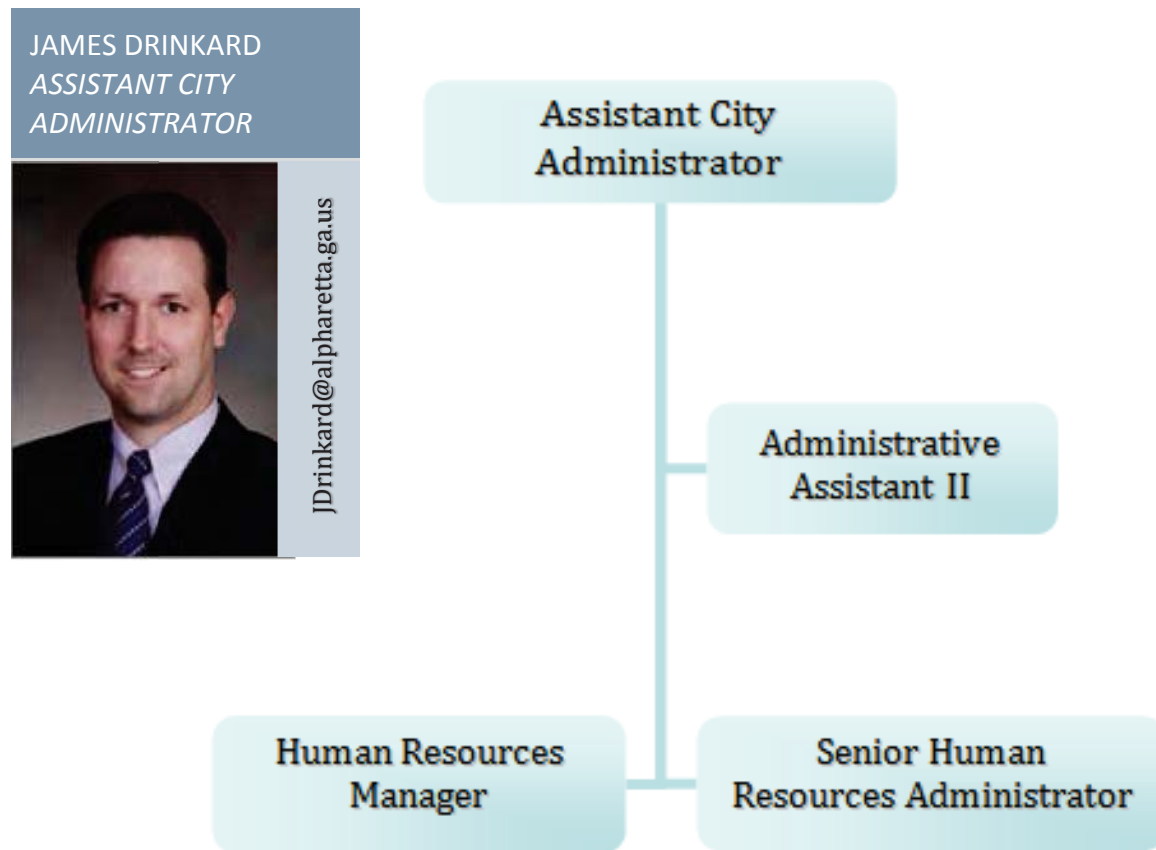 JAMES DRINKARD
ASSISTANT CITY
ADMINISTRATOR
JDrinkard@alpharetta.ga.us
Assistant City
Administrator
Administrative
Assistant II
Human Resources
Manager
Senior Human
Resources Administrator